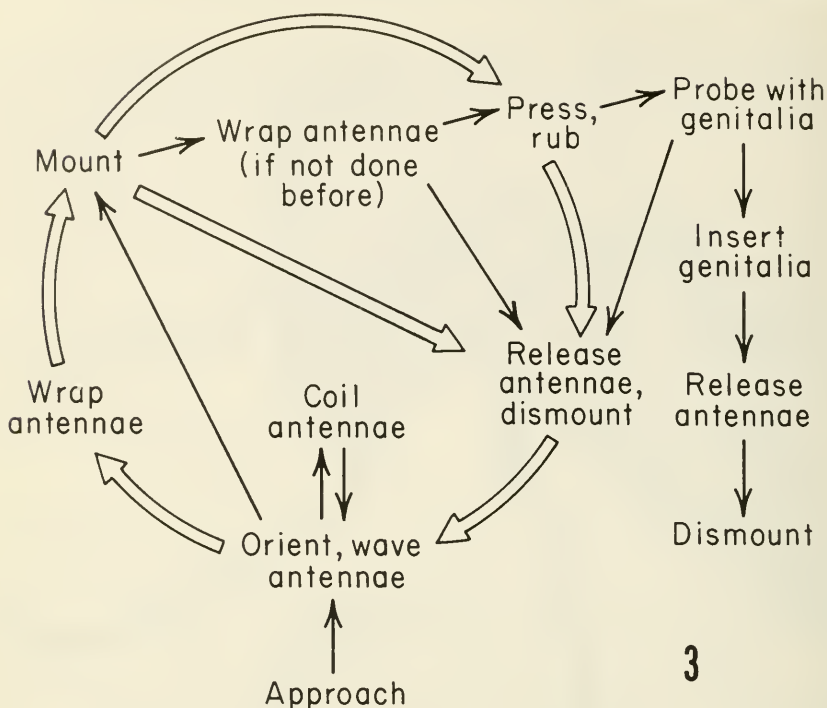 Mount
Wrap antennae
(if not done
before)
Press,
rub
Probe with
genitalia
Insert
genitalia
Release
antennae,
dismount
Release
antennae
Dismount
Wrap
antennae
Coil
antennae
Orient, wave
antennae
Approach
3